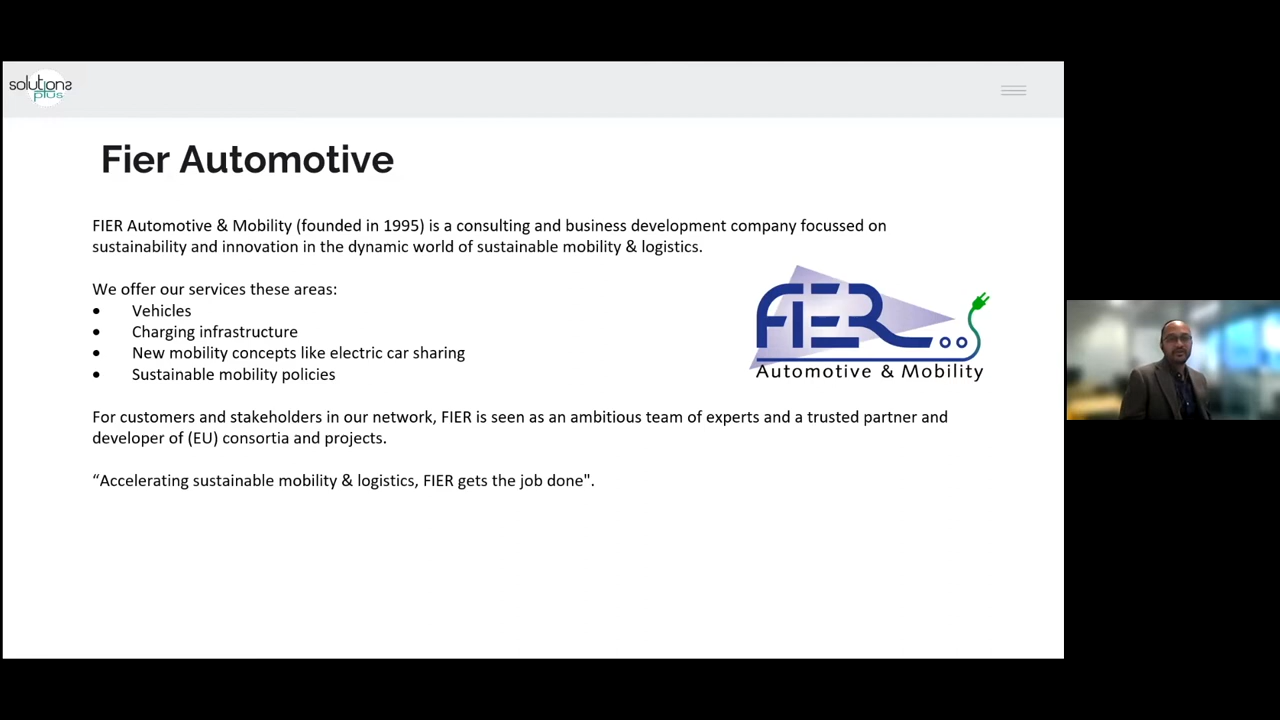 solutions
plus
Fier Automotive
FIER Automotive & Mobility (founded in 1995) is a consulting and business development company focussed on
sustainability and innovation in the dynamic world of sustainable mobility & logistics.
We offer our services these areas:
• Vehicles
• Charging infrastructure
• New mobility concepts like electric car sharing
• Sustainable mobility policies
FIER
Automotive & Mobility
For customers and stakeholders in our network, FIER is seen as an ambitious team of experts and a trusted partner and
developer of (EU) consortia and projects.
“Accelerating sustainable mobility & logistics, FIER gets the job done".